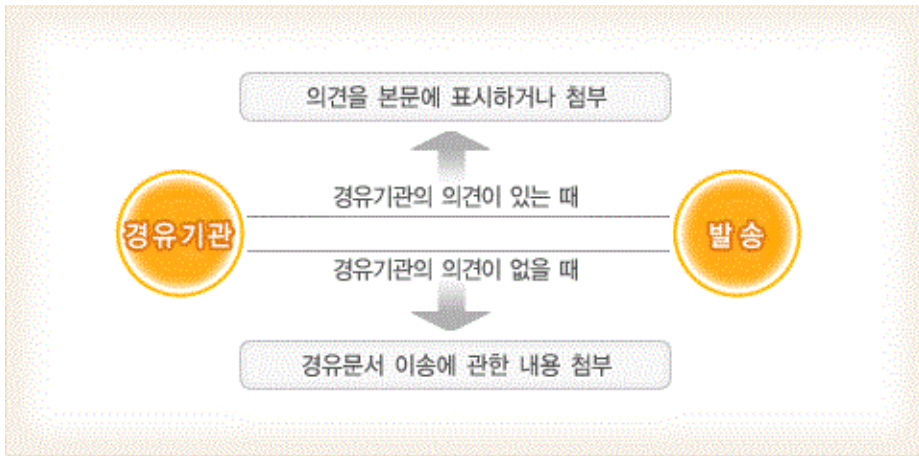 의견을 본문에 표시하거나 첨부
경유기관의 의견이 있는 때
경유기관
발송
경유기관의 의견이 없을 때
경유문서 이송에 관한 내용 첨부